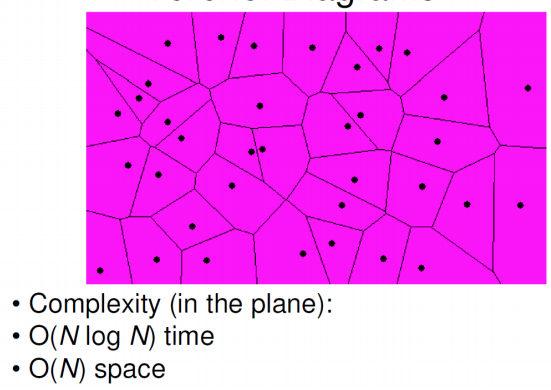 • Complexity (in the plane):
• O(N log N) time
• O(N) space